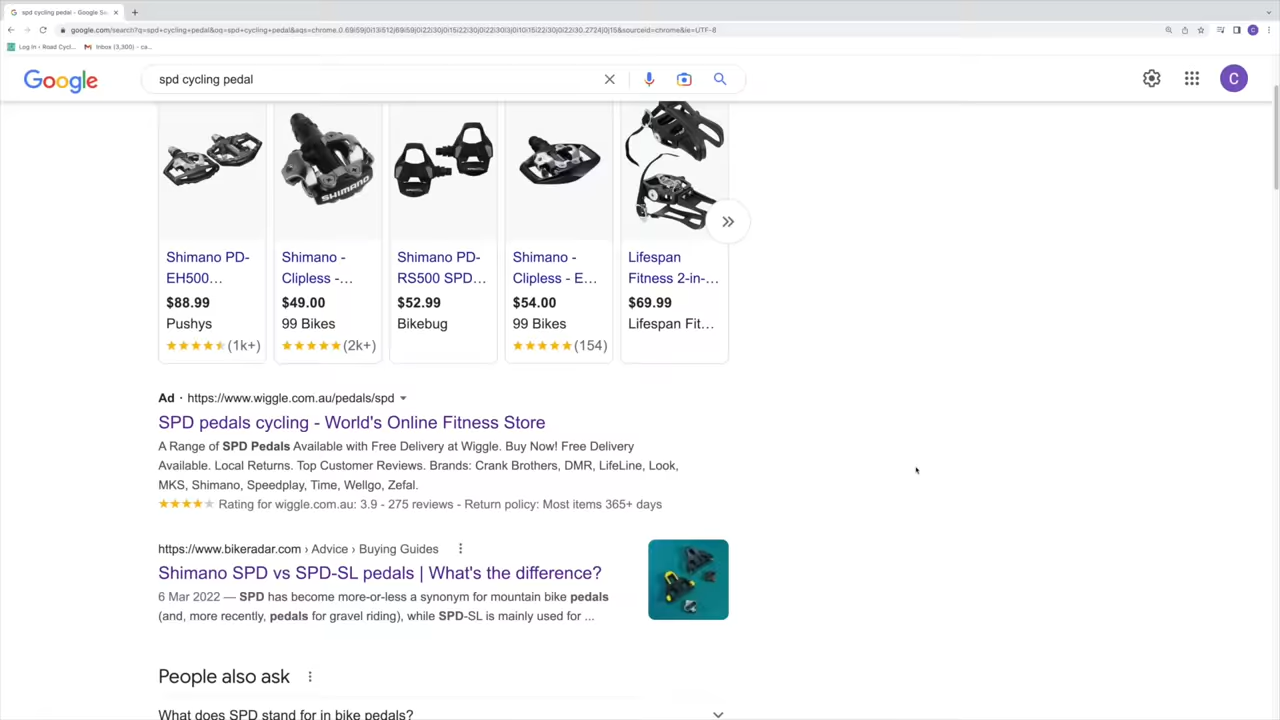 spd cycling pedal - Google Se
google.com/search?q=spd+cycling+pedal&oq=spd+cycling+pedal&aqs=chrome.0.69i59j0i13i512j69i59j0i22i30j0i15i22i30j0i22i30l3j0i10i15i22i30j0i22i30.2724j0j15&sourceid=chrome&ie=UTF-8
Log In ‹ Road Cycl...
Inbox (3,300) - ca...
Google
spd cycling pedal
C
SHIMANO
Shimano PD-EH500...
$88.99
Pushys
(1k+)
Shimano - Clipless -...
$49.00
99 Bikes
(2k+)
Shimano PD-RS500 SPD...
$52.99
Bikebug
Shimano - Clipless - E...
$54.00
99 Bikes
(154)
Lifespan Fitness 2-in-...
$69.99
Lifespan Fit...
Ad · https://www.wiggle.com.au/pedals/spd
SPD pedals cycling - World's Online Fitness Store
A Range of SPD Pedals Available with Free Delivery at Wiggle. Buy Now! Free Delivery
Available. Local Returns. Top Customer Reviews. Brands: Crank Brothers, DMR, LifeLine, Look,
MKS, Shimano, Speedplay, Time, Wellgo, Zefal.
Rating for wiggle.com.au: 3.9 - 275 reviews - Return policy: Most items 365+ days
https://www.bikeradar.com › Advice › Buying Guides
Shimano SPD vs SPD-SL pedals | What's the difference?
6 Mar 2022 — SPD has become more-or-less a synonym for mountain bike pedals
(and, more recently, pedals for gravel riding), while SPD-SL is mainly used for ...
People also ask
What does SPD stand for in bike pedals?